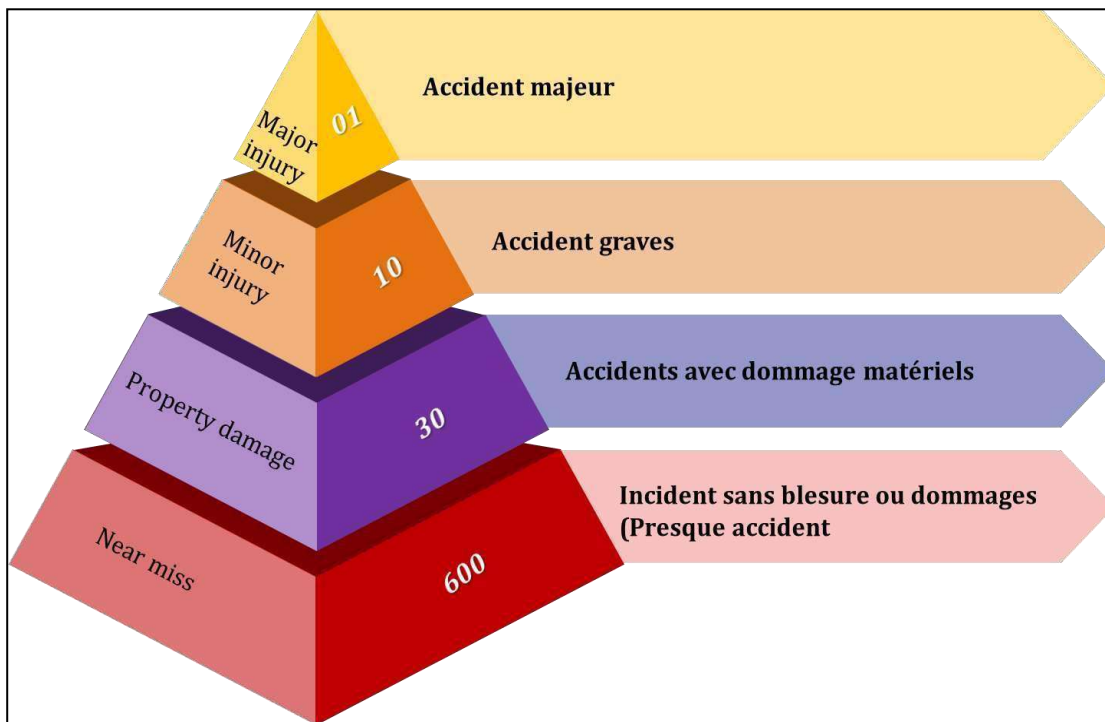 Major
injury
01
Accident majeur
Minor
injury
10
Accident graves
Property damage
30
Accidents avec dommage matériels
Near miss
600
Incident sans blesure ou dommages
(Presque accident